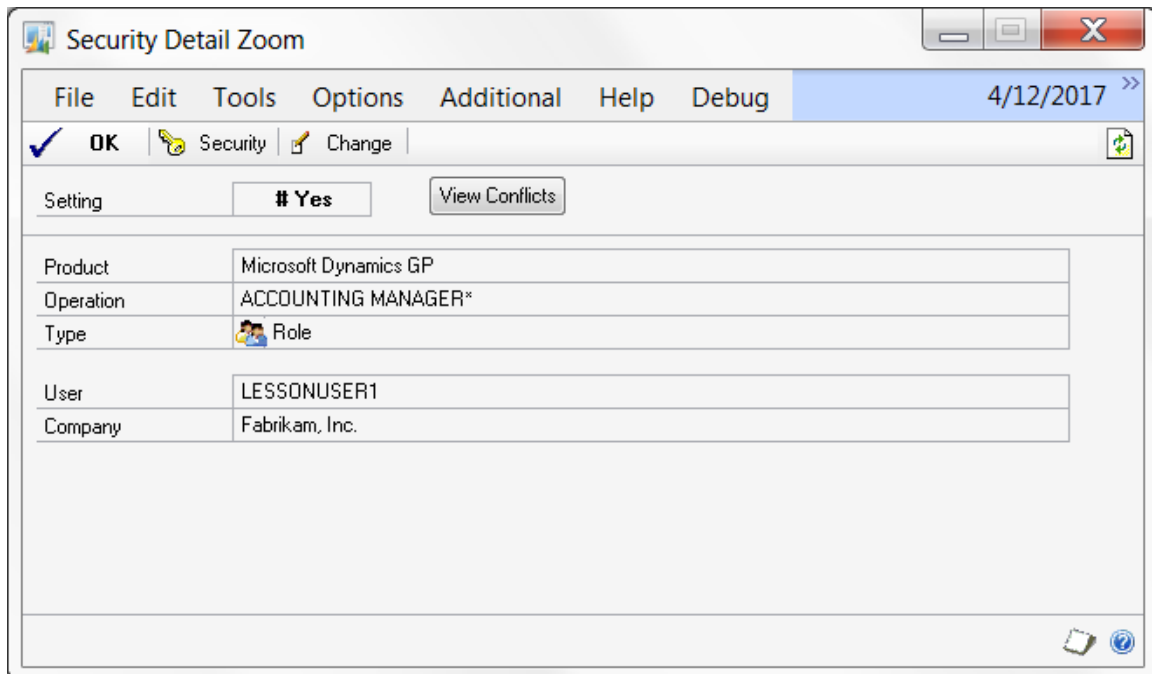 Security Detail Zoom
File Edit Tools Options Additional Help Debug 4/12/2017 »
OK Security Change
Setting # Yes View Conflicts
Product Microsoft Dynamics GP
Operation ACCOUNTING MANAGER*
Type Role
User LESSONUSER1
Company Fabrikam, Inc.